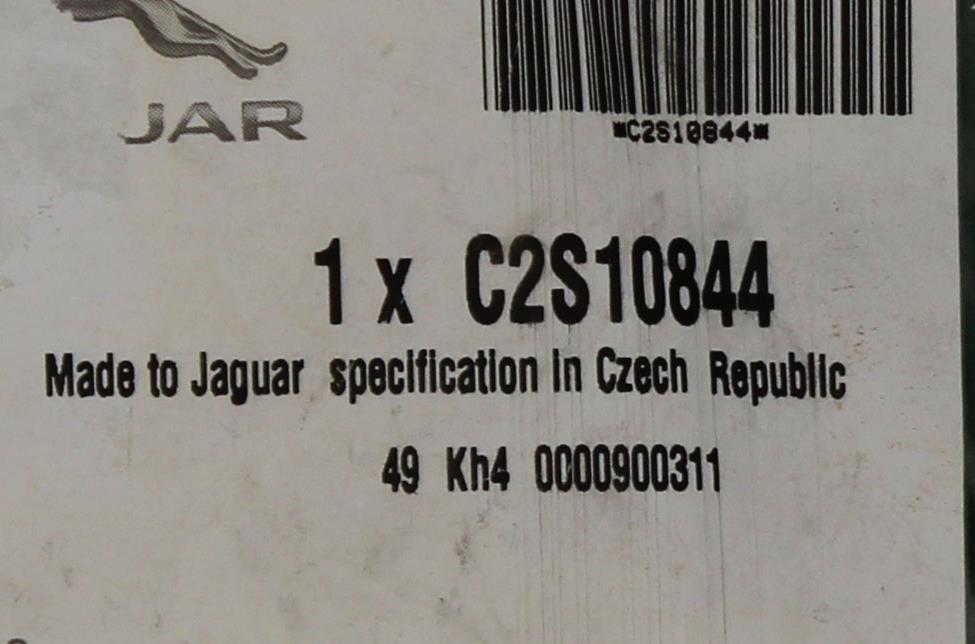 JAR
*C2S10844*
1 x C2S10844
Made to Jaguar specification in Czech Republic
49 Kh4 0000900311